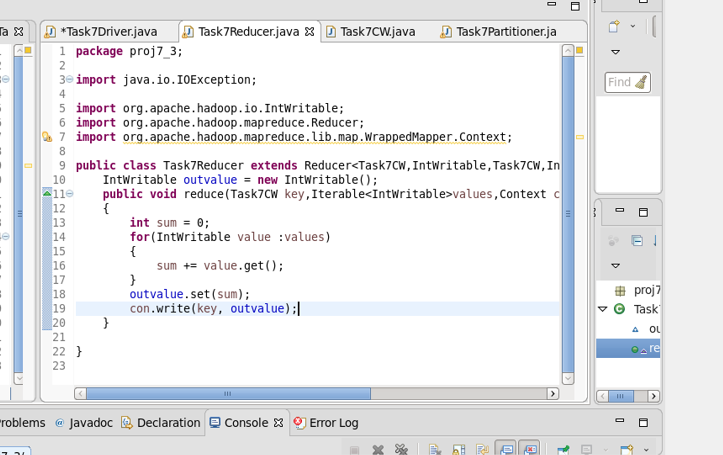 Ta
*Task7Driver.java
Task7Reducer.java
Task7CW.java
Task7Partitioner.ja
1 package proj7_3;
2
3 import java.io.IOException;
4
5 import org.apache.hadoop.io.IntWritable;
6 import org.apache.hadoop.mapreduce.Reducer;
7 import org.apache.hadoop.mapreduce.lib.map.WrappedMapper.Context;
8
9 public class Task7Reducer extends Reducer<Task7CW,IntWritable,Task7CW,In
10 IntWritable outvalue = new IntWritable();
11 public void reduce(Task7CW key,Iterable<IntWritable>values,Context c
12 {
13 int sum = 0;
14 for(IntWritable value :values)
15 {
16 sum += value.get();
17 }
18 outvalue.set(sum);
19 con.write(key, outvalue);
20 }
21
22 }
23
Find
proj7
Task
ou
re
roblems
@ Javadoc
Declaration
Console
Error Log